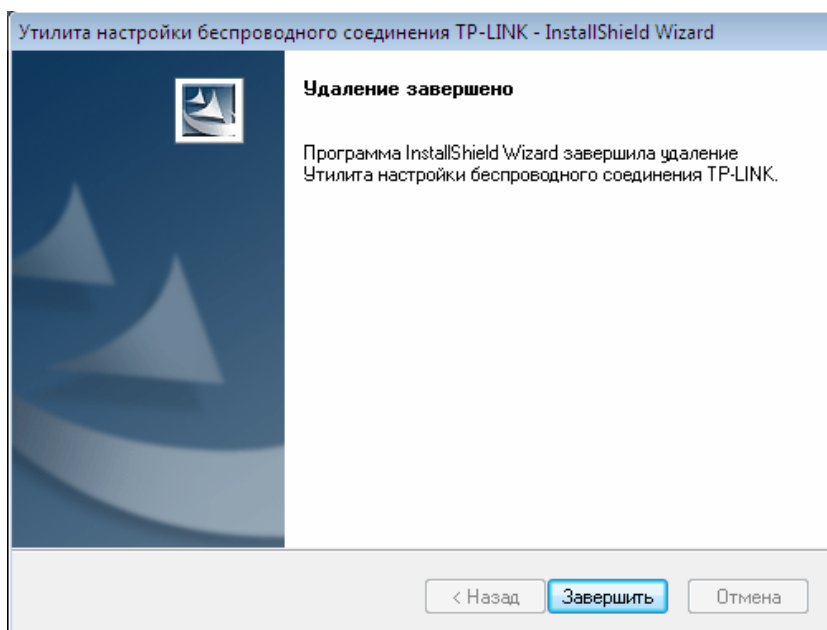 Утилита настройки беспроводного соединения TP-LINK - InstallShield Wizard
Удаление завершено
Программа InstallShield Wizard завершила удаление
Утилита настройки беспроводного соединения TP-LINK.
< Назад
Завершить
Отмена